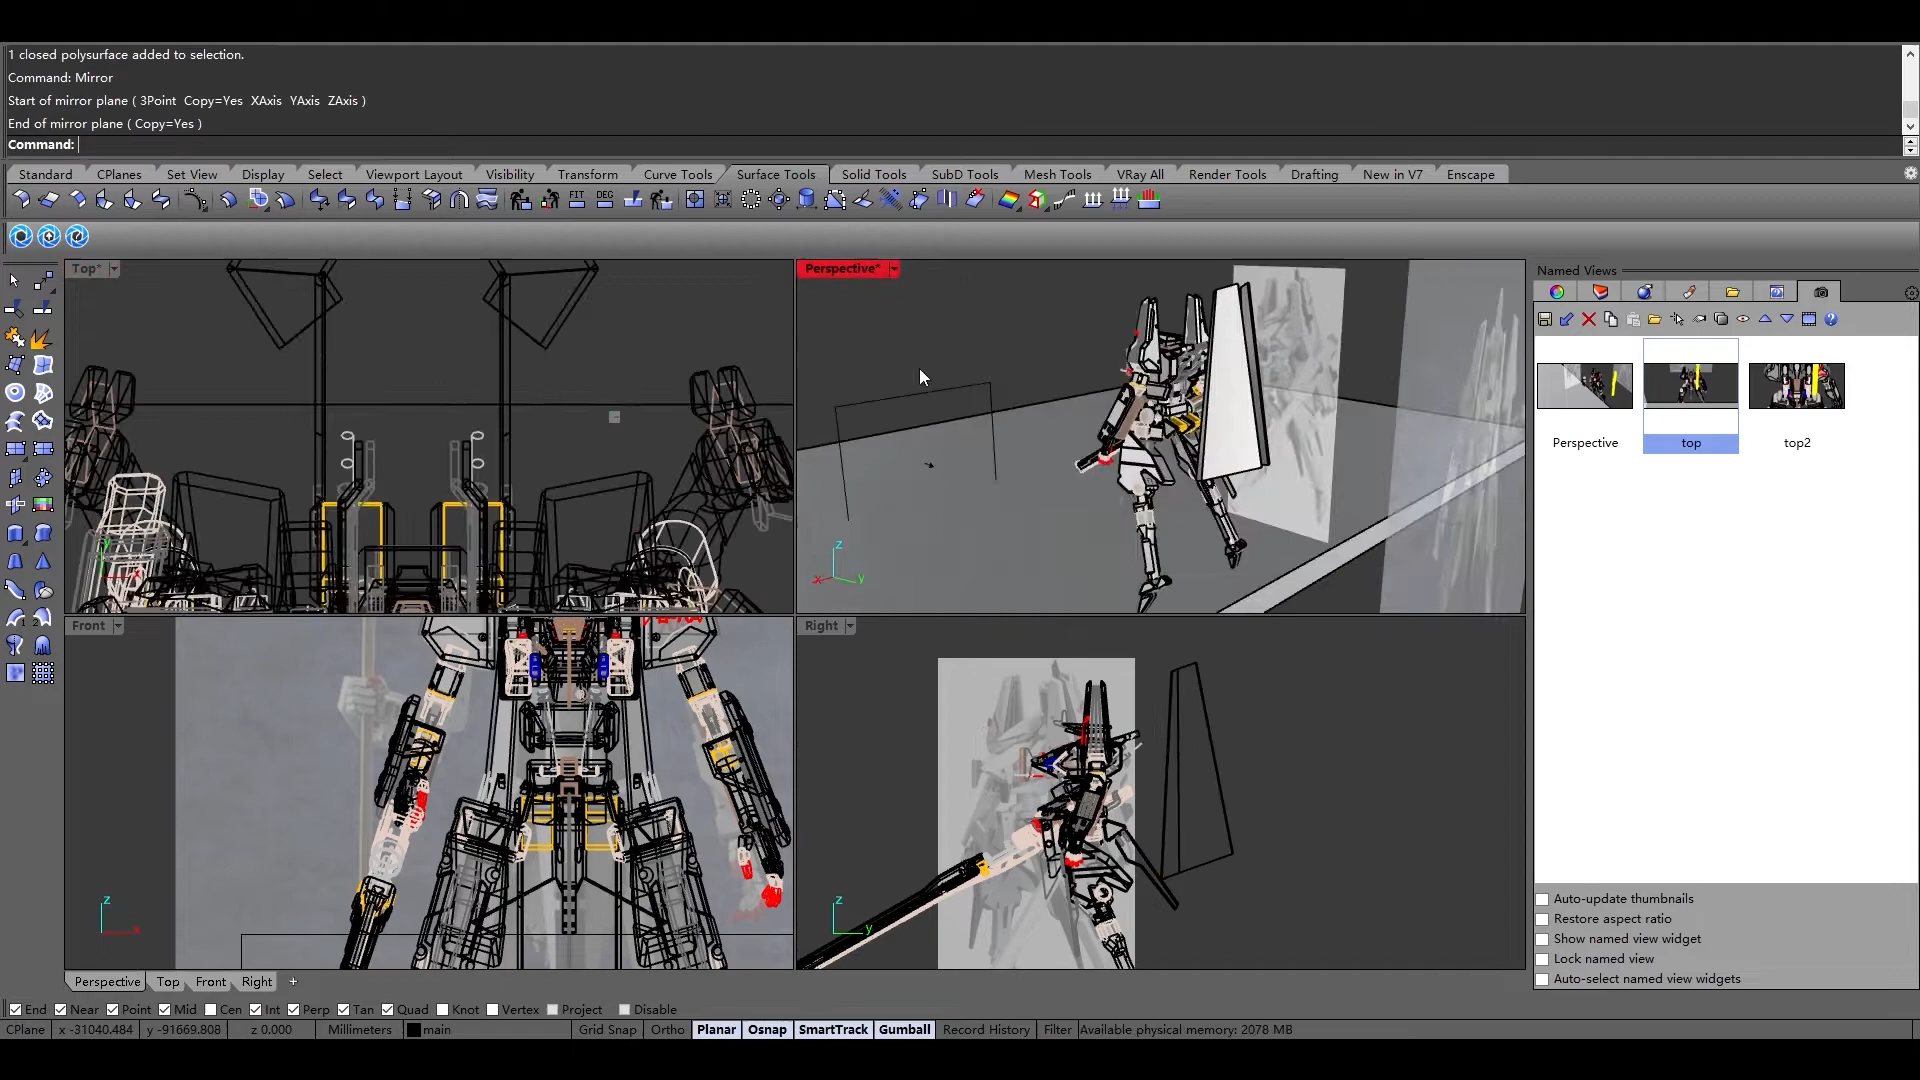 1 closed polysurface added to selection.
Command: Mirror
Start of mirror plane ( 3Point  Copy=Yes  XAxis  YAxis  ZAxis )
End of mirror plane ( Copy=Yes )
Command:
Standard CPlanes Set View Display Select Viewport Layout Visibility Transform Curve Tools Surface Tools Solid Tools SubD Tools Mesh Tools VRay All Render Tools Drafting New in V7 Enscape
FIT DEG
Top*
Perspective*
Named Views
Perspective top top2
z
x y
Front
Right
z
x
z
y
Auto-update thumbnails
Restore aspect ratio
Show named view widget
Lock named view
Auto-select named view widgets
Perspective Top Front Right +
End Near Point Mid Cen Int Perp Tan Quad Knot Vertex Project Disable
CPlane x -31040.484 y -91669.808 z 0.000 Millimeters main Grid Snap Ortho Planar Osnap SmartTrack Gumball Record History Filter Available physical memory: 2078 MB